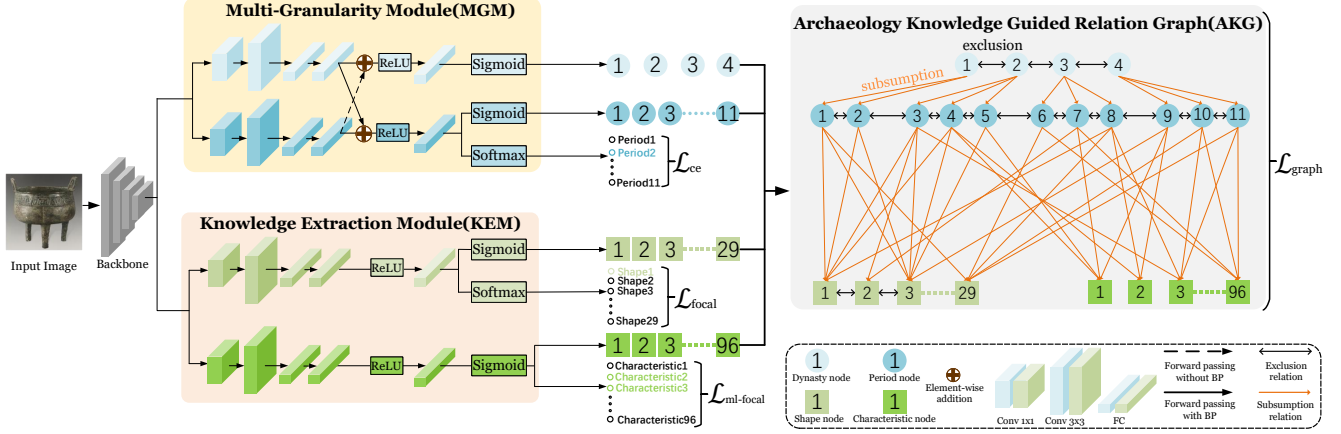 Multi-Granularity Module(MGM)
ReLU
Sigmoid
ReLU
Sigmoid
Softmax
1 2 3 4
1 2 3 11
Period1
Period2
Period11
ℒce
Input Image
Backbone
Knowledge Extraction Module(KEM)
ReLU
Sigmoid
Softmax
ReLU
Sigmoid
1 2 3 29
Shape1
Shape2
Shape3
Shape29
ℒfocal
1 2 3 96
Characteristic1
Characteristic2
Characteristic3
Characteristic96
ℒml-focal
Archaeology Knowledge Guided Relation Graph(AKG)
exclusion
1 2 3 4
subsumption
1 2 3 4 5 6 7 8 9 10 11
1 2 3 29
1 2 3 96
ℒgraph
1
Dynasty node
1
Period node
Element-wise
addition
1
Shape node
1
Characteristic node
Conv 1x1
Conv 3x3
FC
Forward passing
without BP
Forward passing
with BP
Exclusion
relation
Subsumption
relation